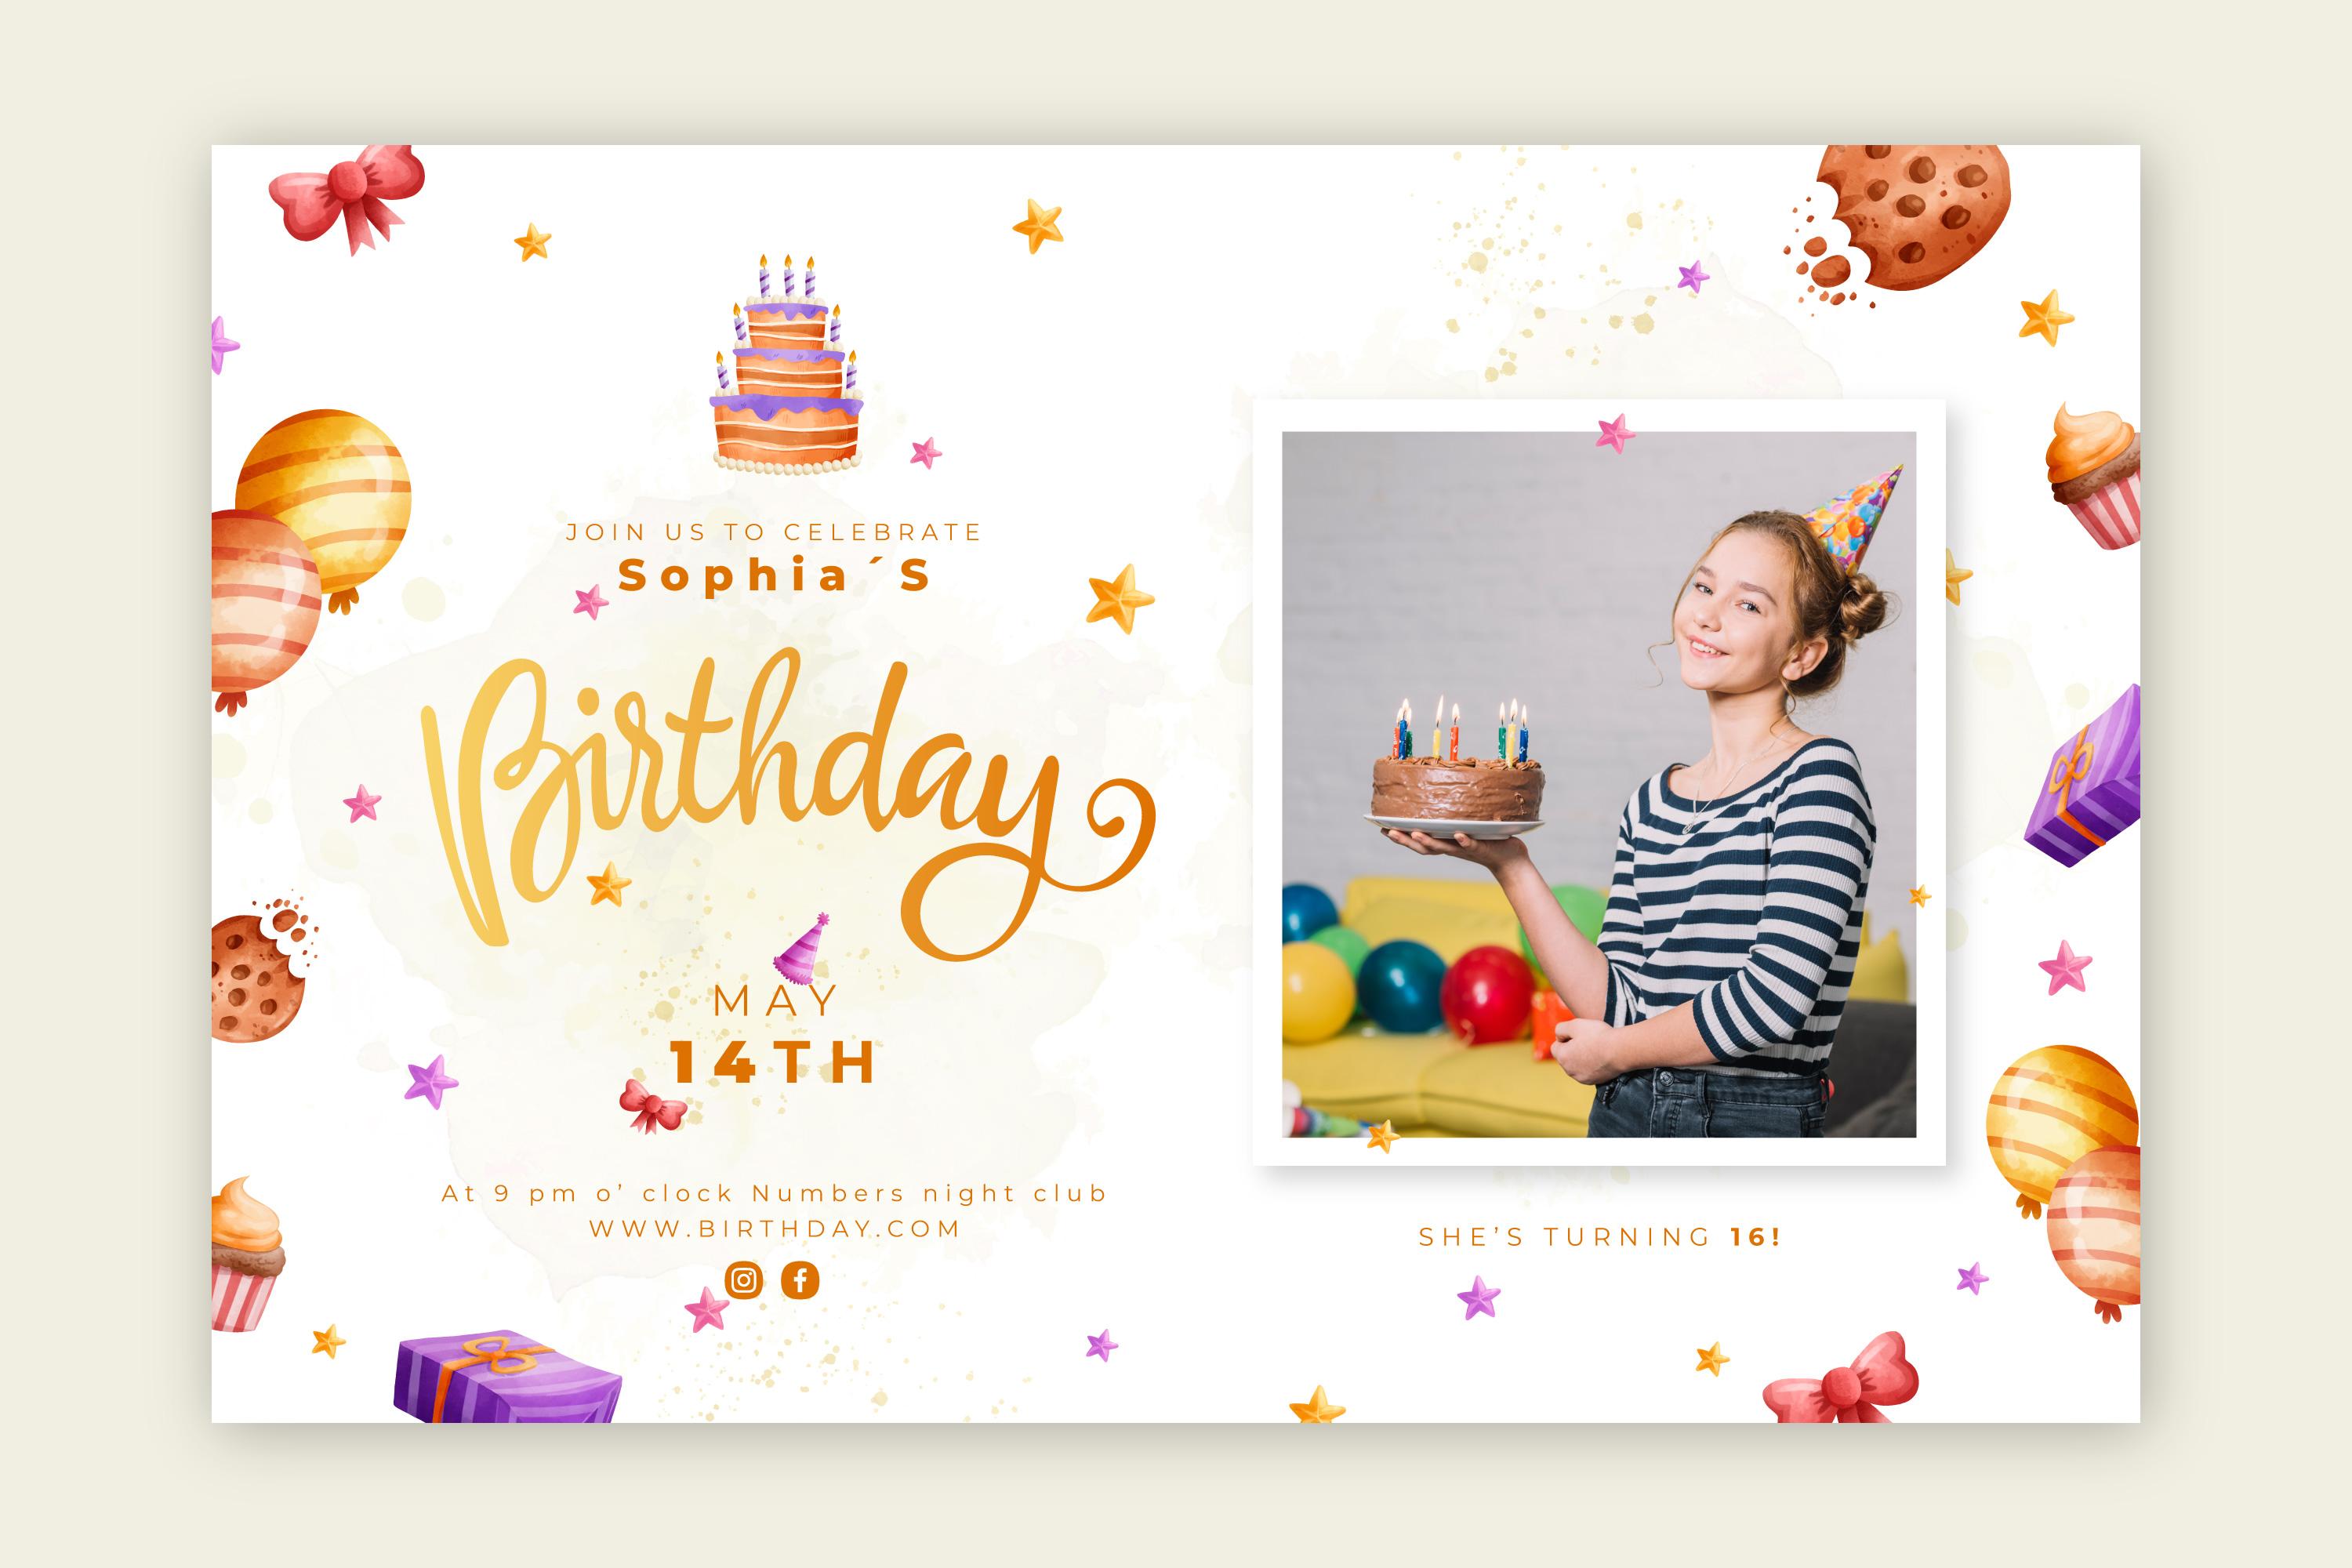 JOIN US TO CELEBRATE
Sophia´S
Birthday
MAY
14TH
At 9 pm o’ clock Numbers night club
WWW.BIRTHDAY.COM
SHE’S TURNING 16!